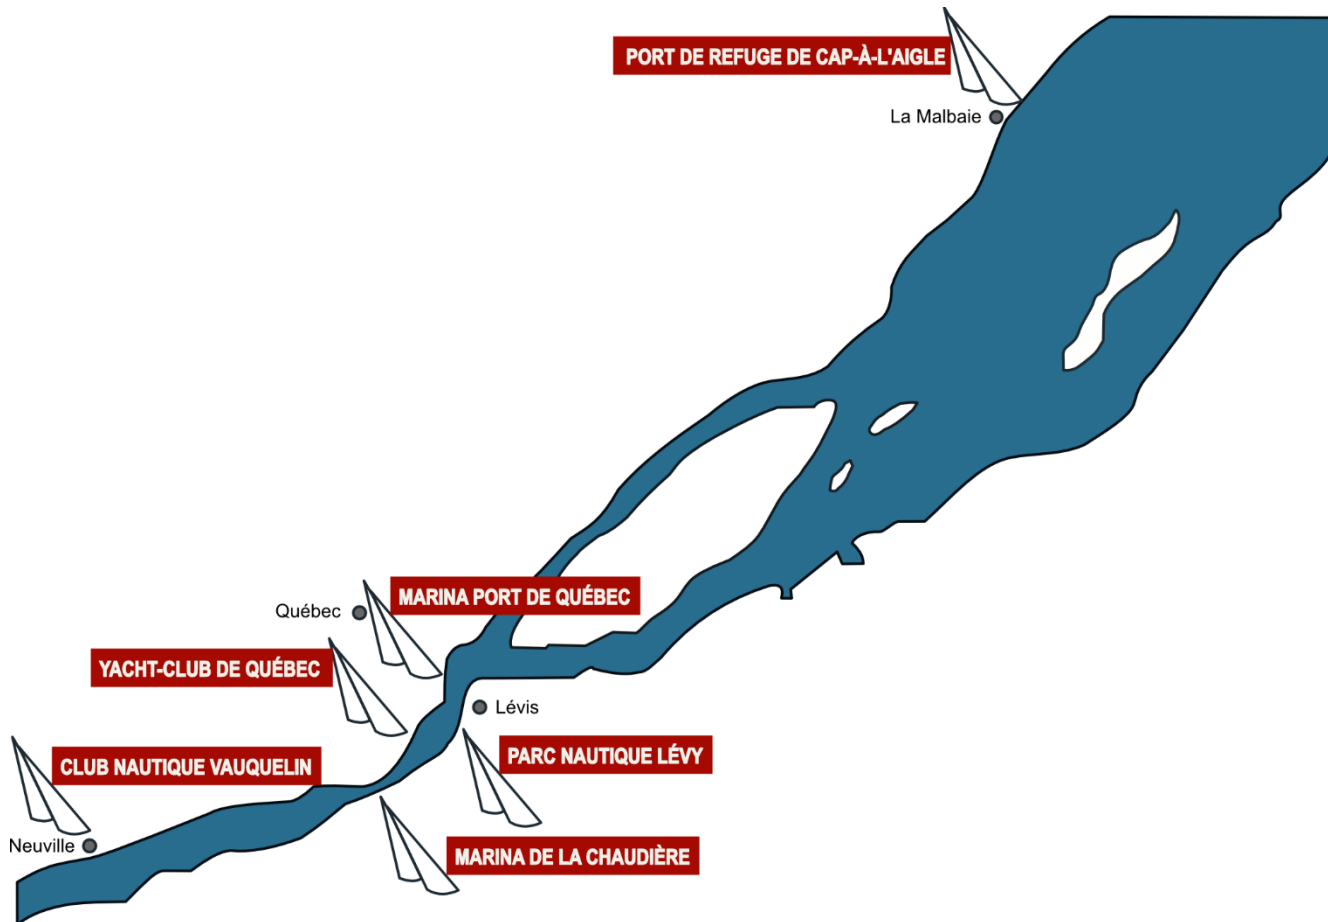 PORT DE REFUGE DE CAP-À-L'AIGLE
La Malbaie
MARINA PORT DE QUÉBEC
Québec
YACHT-CLUB DE QUÉBEC
Lévis
PARC NAUTIQUE LÉVY
CLUB NAUTIQUE VAUQUELIN
Neuville
MARINA DE LA CHAUDIÈRE